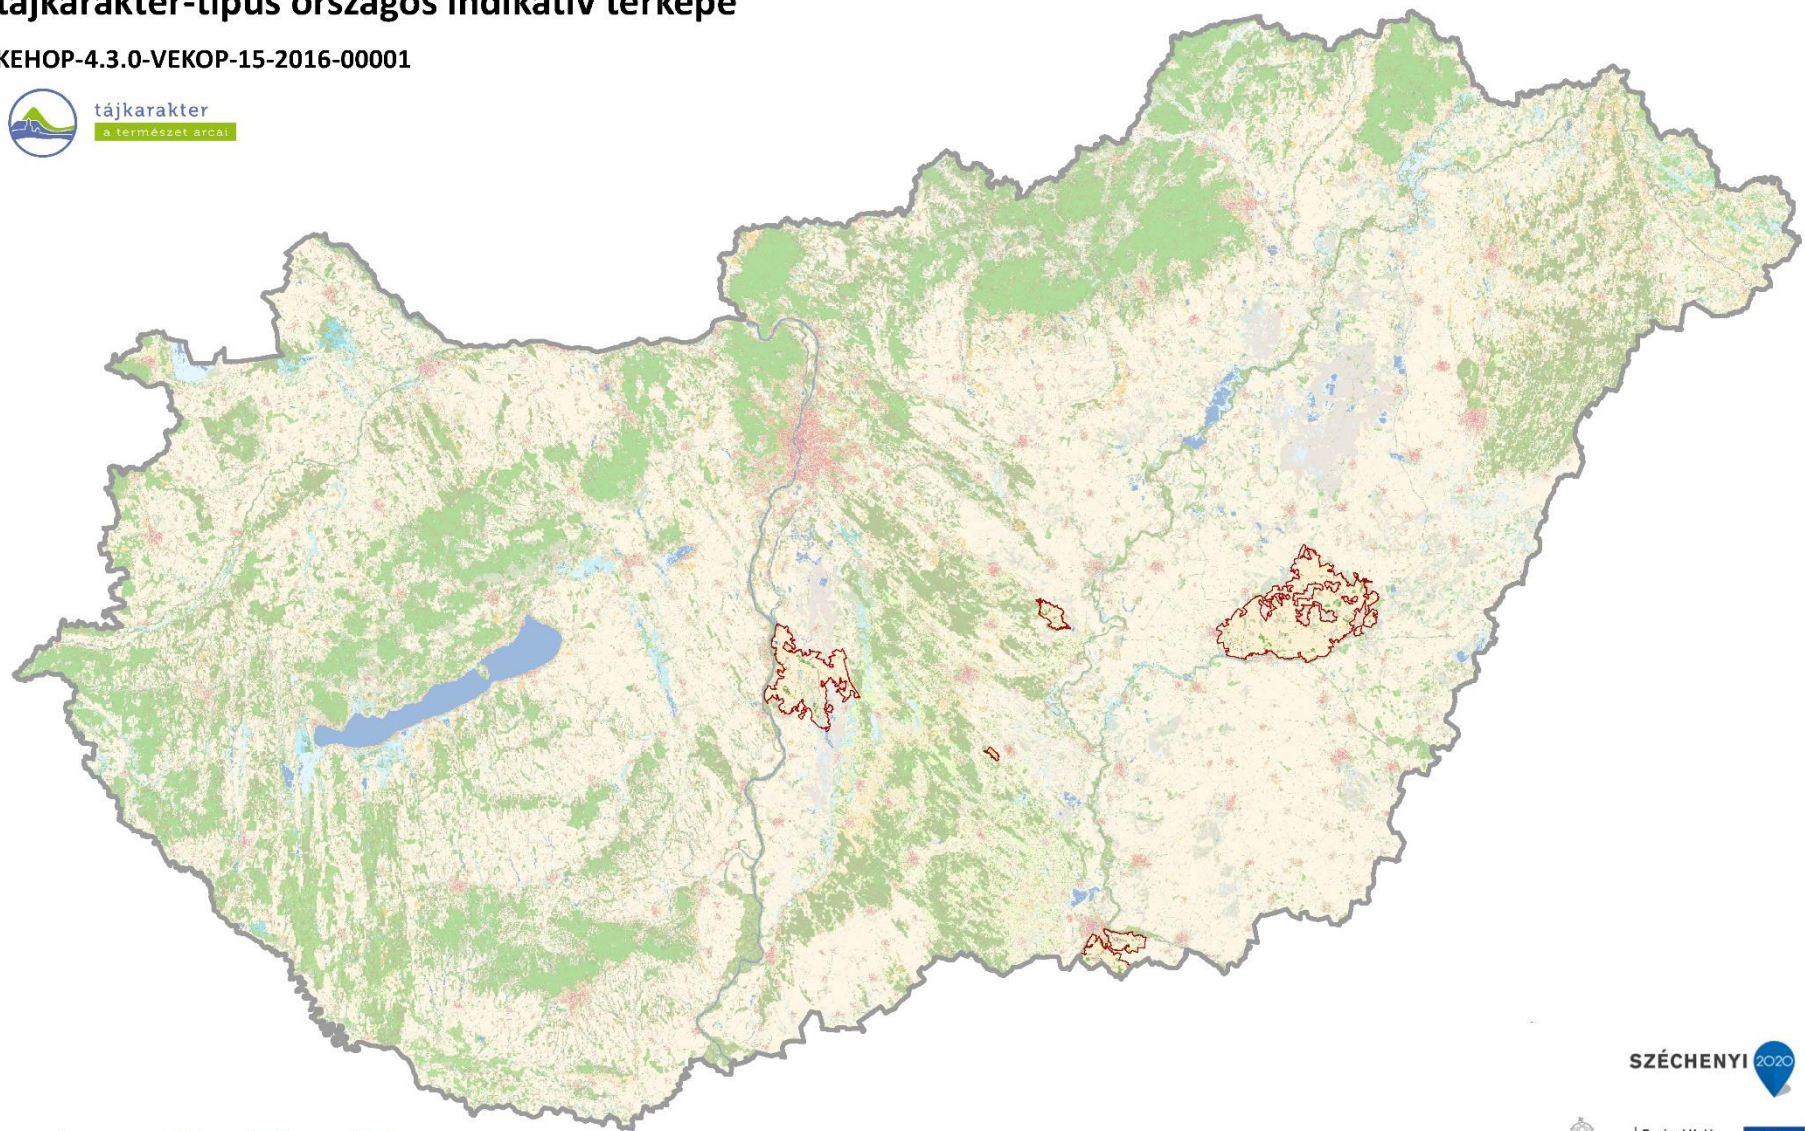 tájkarakter-típus országos indikatív térképe
KEHOP-4.3.0-VEKOP-15-2016-00001
tájkarakter
a természet arcai
SZÉCHENYI 2020